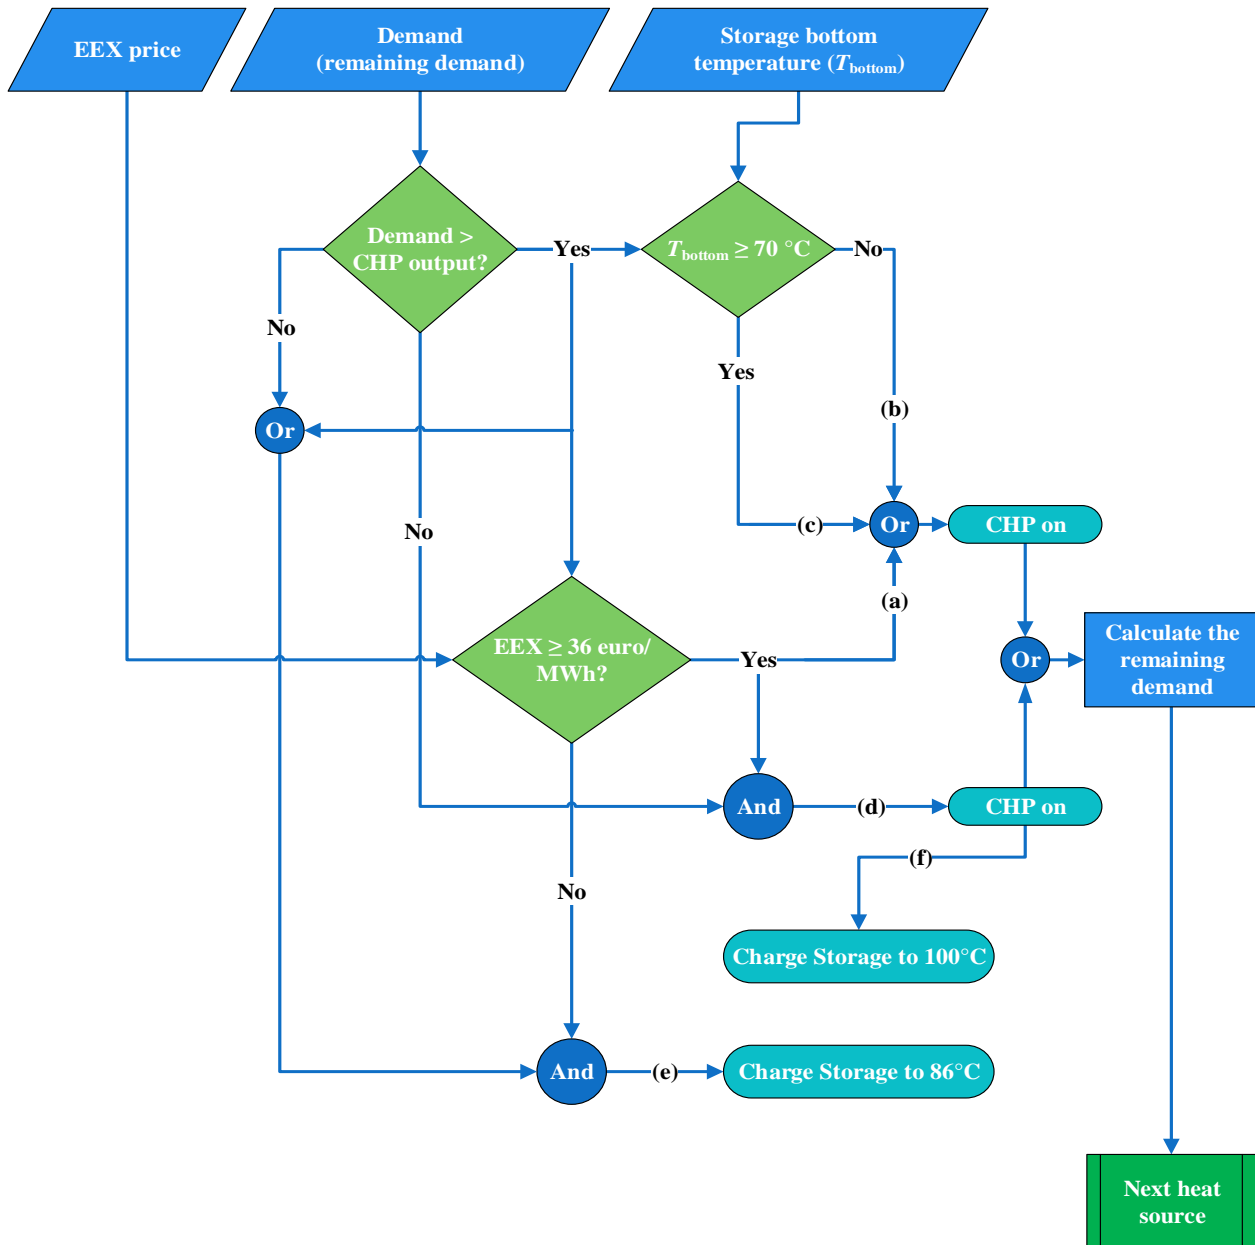 EEX price
Demand
(remaining demand)
Storage bottom
temperature (T_bottom)
Demand >
CHP output?
Yes
T_bottom ≥ 70 °C
No
No
Yes
(b)
Or
No
(c)
Or
CHP on
(a)
EEX ≥ 36 euro/
MWh?
Yes
Or
Calculate the
remaining
demand
And
(d)
CHP on
(f)
No
Charge Storage to 100°C
And
(e)
Charge Storage to 86°C
Next heat
source